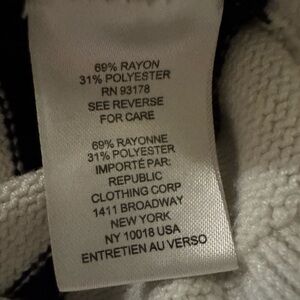 69% RAYON
31% POLYESTER
RN 93178
SEE REVERSE
FOR CARE
69% RAYONNE
31% POLYESTER
IMPORTÉ PAR:
REPUBLIC
CLOTHING CORP
1411 BROADWAY
NEW YORK
NY 10018 USA
ENTRETIEN AU VERSO